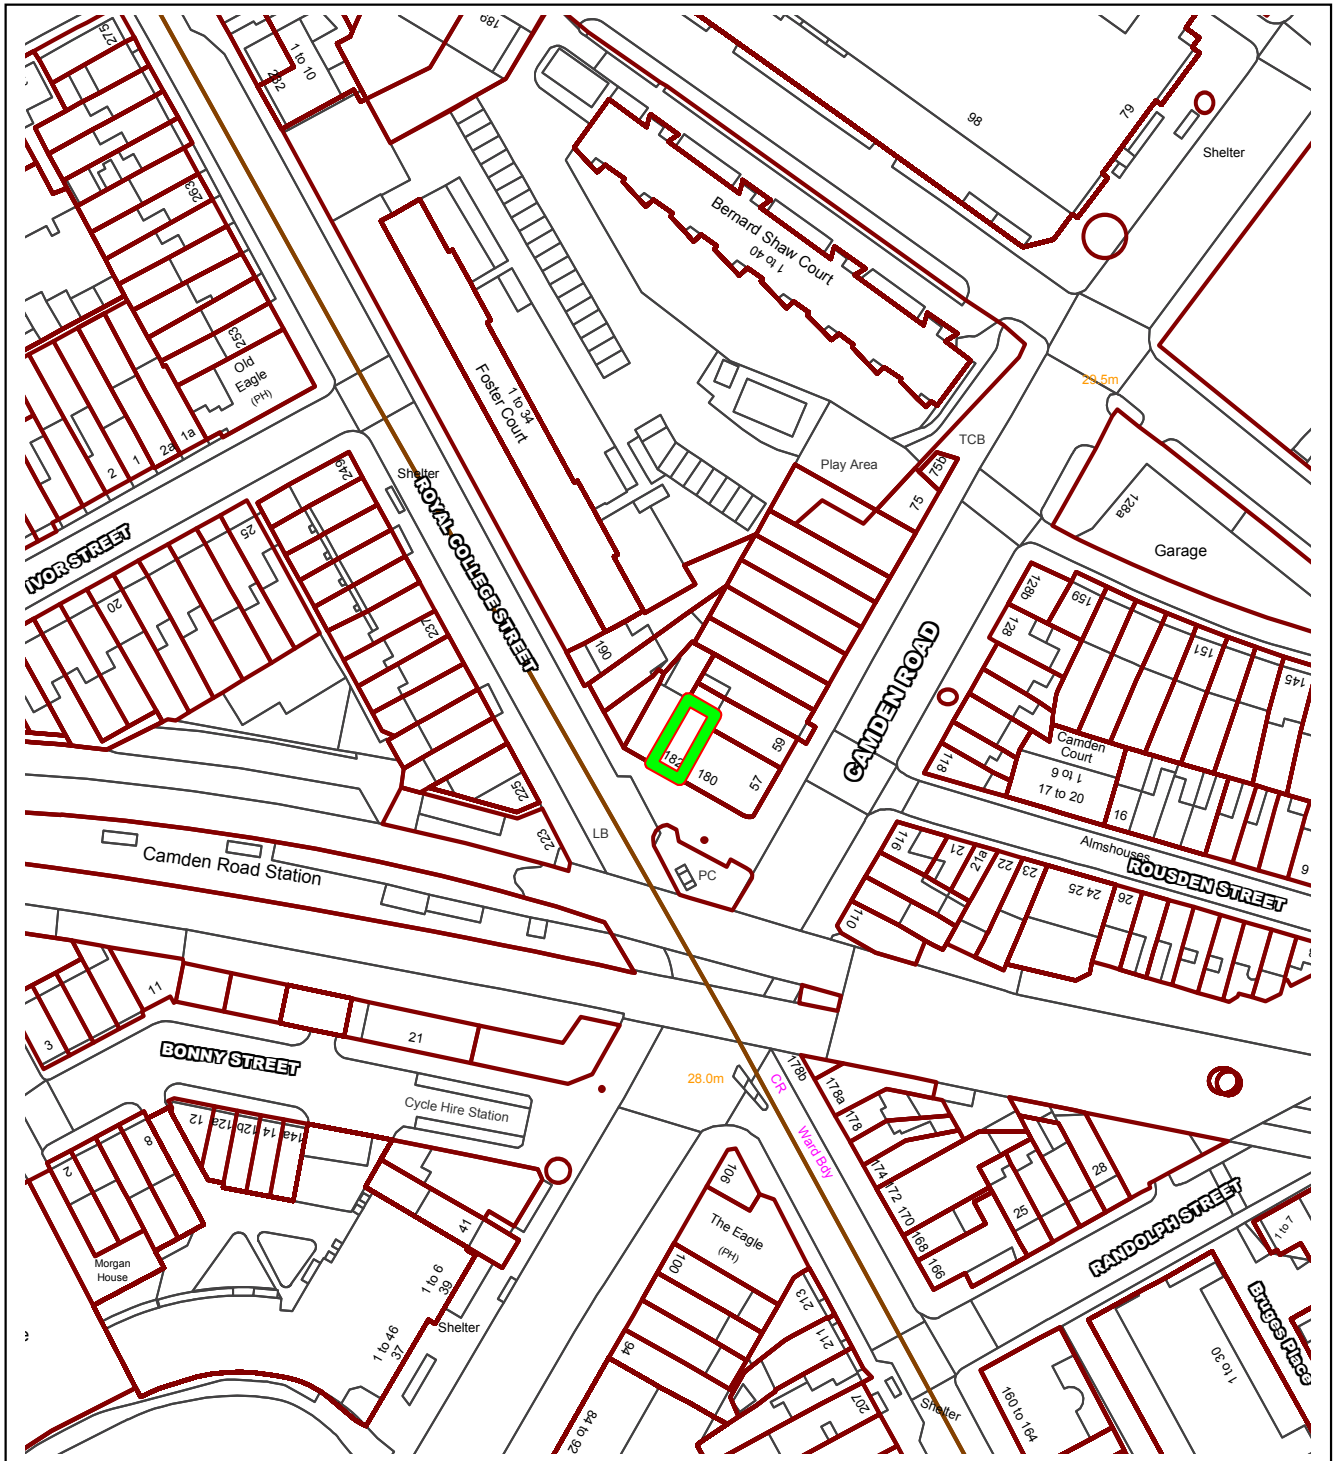 275
1 to 10
232
189
98
79
Shelter
263
Bernard Shaw Court
1 to 40
253
Old
Eagle
(PH)
29.5m
1 to 34
Foster Court
2
1
2a
1a
TCB
Play Area
75b
75
249
Shelter
128a
Garage
IVOR STREET
25
20
ROYAL COLLEGE STREET
237
190
128b
159
128
151
145
CAMDEN ROAD
182
180
59
57
118
Camden
Court
1 to 6
17 to 20
16
225
223
LB
Camden Road Station
PC
116
110
Almshouses
ROUSDEN STREET
21
21a
22
23
24 25
26
9
11
3
BONNY STREET
21
28.0m
CR
Ward Bdy
178b
178a
178
174
172
170
168
166
Cycle Hire Station
12
12a
12b
14
14a
8
2
Morgan
House
106
The Eagle
(PH)
100
94
84 to 92
28
25
RANDOLPH STREET
1 to 7
Bruges Place
41
1 to 6
39
Shelter
1 to 46
37
213
211
207
Shelter
160 to 164
1 to 30